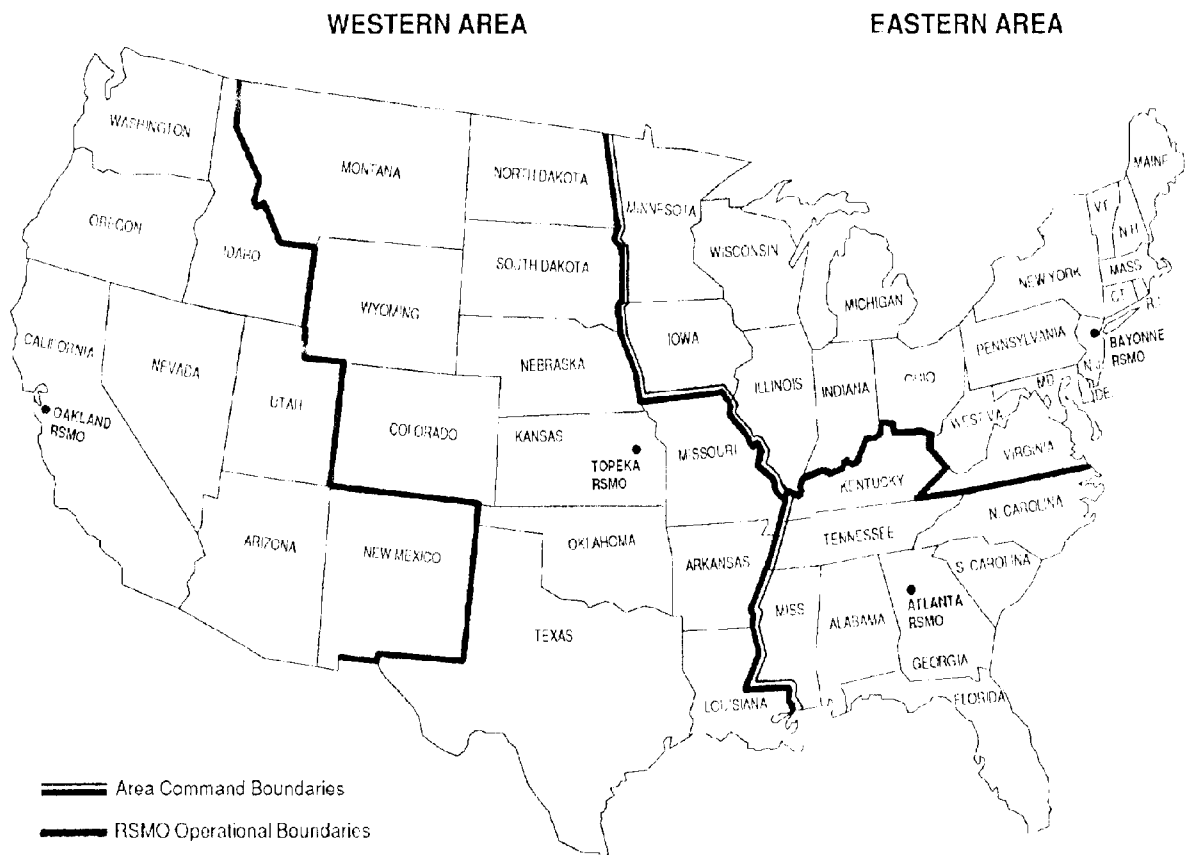 WESTERN AREA
EASTERN AREA
WASHINGTON
MONTANA
NORTH DAKOTA
MINNESOTA
MAINE
VT
N.H
OREGON
IDAHO
SOUTH DAKOTA
WISCONSIN
NEW YORK
MASS
CT
R.I.
WYOMING
MICHIGAN
CALIFORNIA
NEVADA
NEBRASKA
IOWA
PENNSYLVANIA
BAYONNE
RSMO
N.J.
UTAH
ILLINOIS
INDIANA
OHIO
MD
DE.
WEST VA
OAKLAND
RSMO
COLORADO
KANSAS
TOPEKA
RSMO
MISSOURI
VIRGINIA
KENTUCKY
ARIZONA
NEW MEXICO
OKLAHOMA
ARKANSAS
TENNESSEE
N. CAROLINA
S. CAROLINA
TEXAS
MISS
ALABAMA
ATLANTA
RSMO
GEORGIA
LOUISIANA
FLORIDA
Area Command Boundaries
RSMO Operational Boundaries